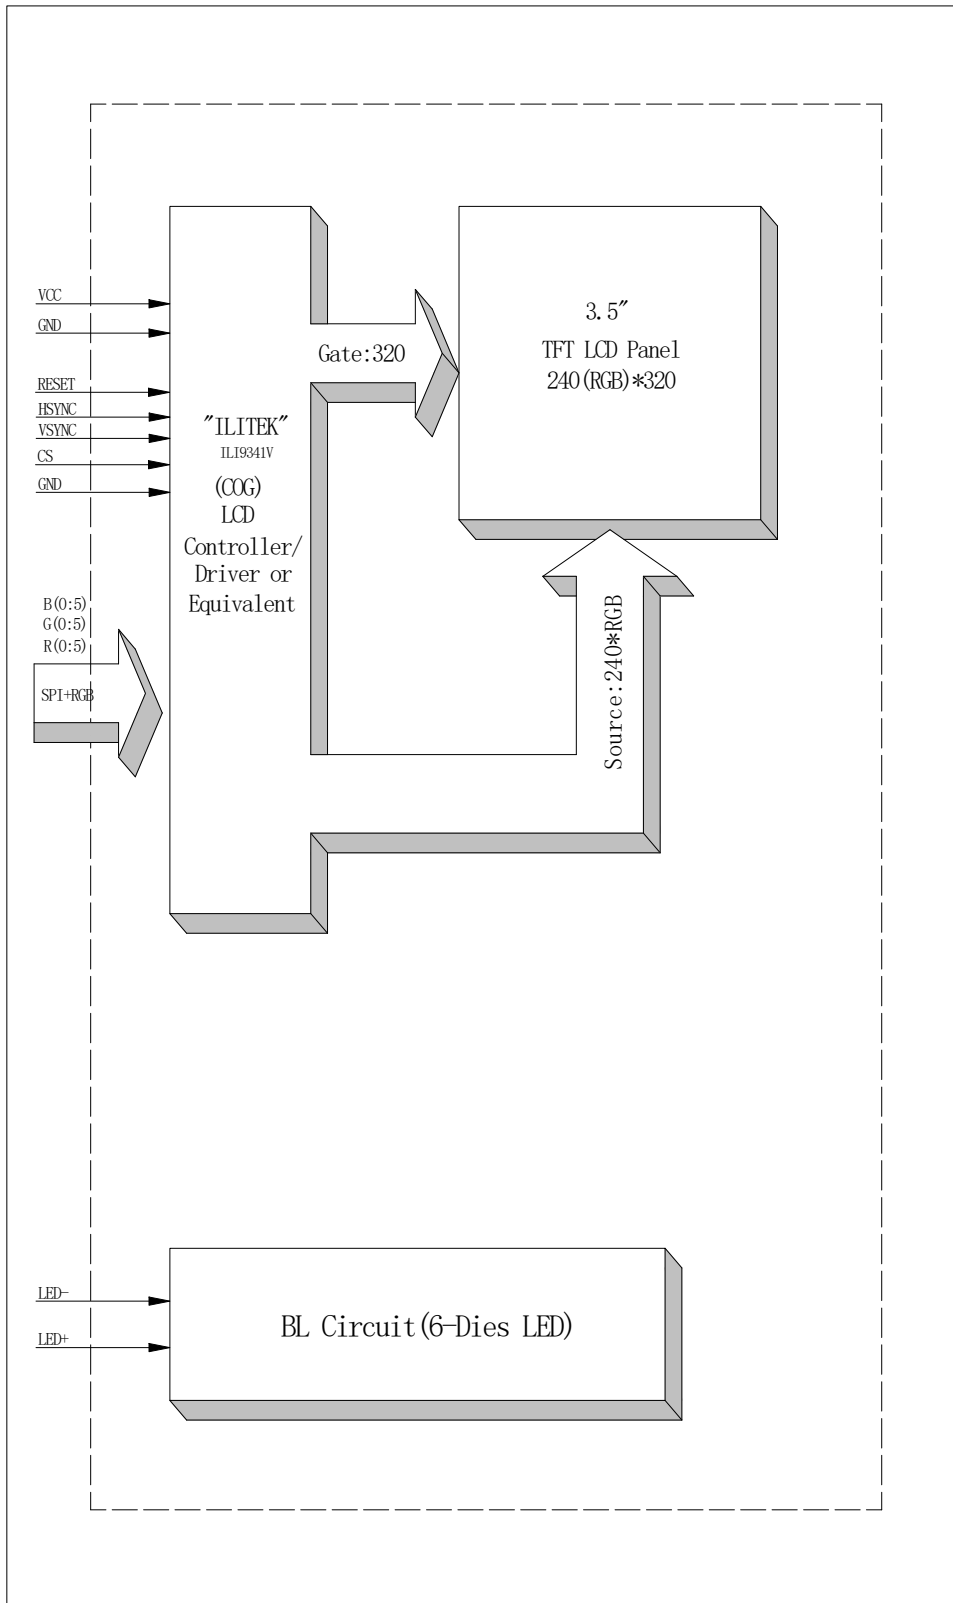 VCC
GND
RESET
HSYNC
VSYNC
CS
GND
B(0:5)
G(0:5)
R(0:5)
SPI+RGB
"ILITEK"
ILI9341V
(COG)
LCD
Controller/
Driver or
Equivalent
Gate:320
3.5"
TFT LCD Panel
240(RGB)*320
Source:240*RGB
LED-
LED+
BL Circuit(6-Dies LED)